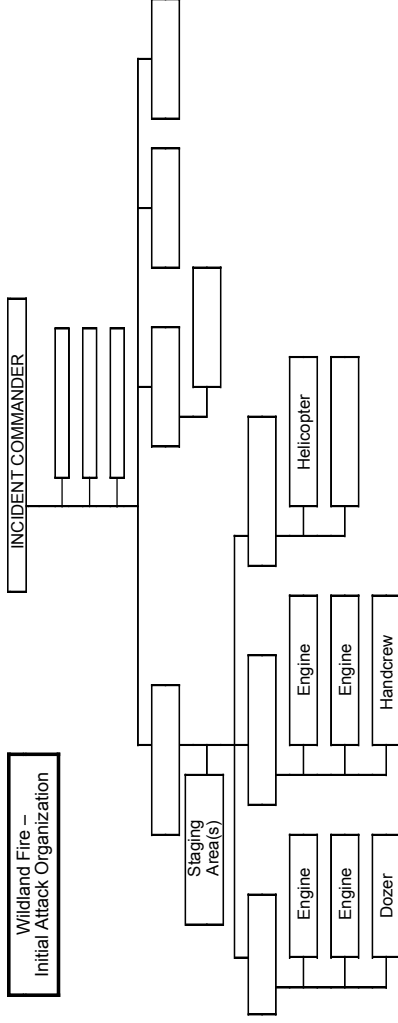 Wildland Fire –
Initial Attack Organization
INCIDENT COMMANDER
Staging
Area(s)
Engine
Engine
Dozer
Engine
Engine
Handcrew
Helicopter